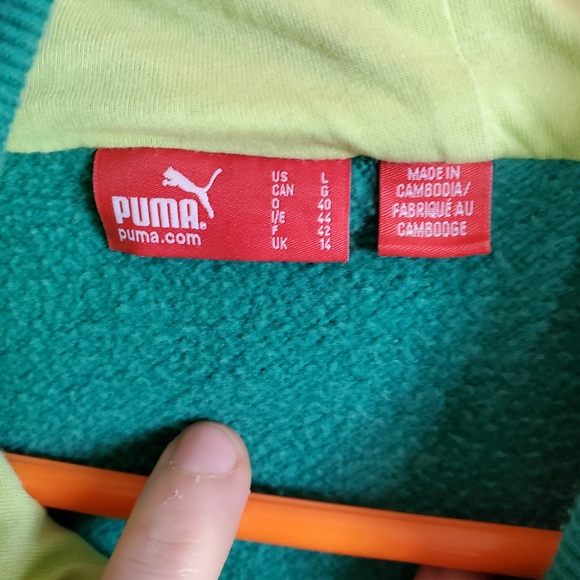 PUMA®
puma.com
US L
CAN G
D 40
I/E 44
F 42
UK 14
MADE IN
CAMBODIA/
FABRIQUÉ AU
CAMBODGE